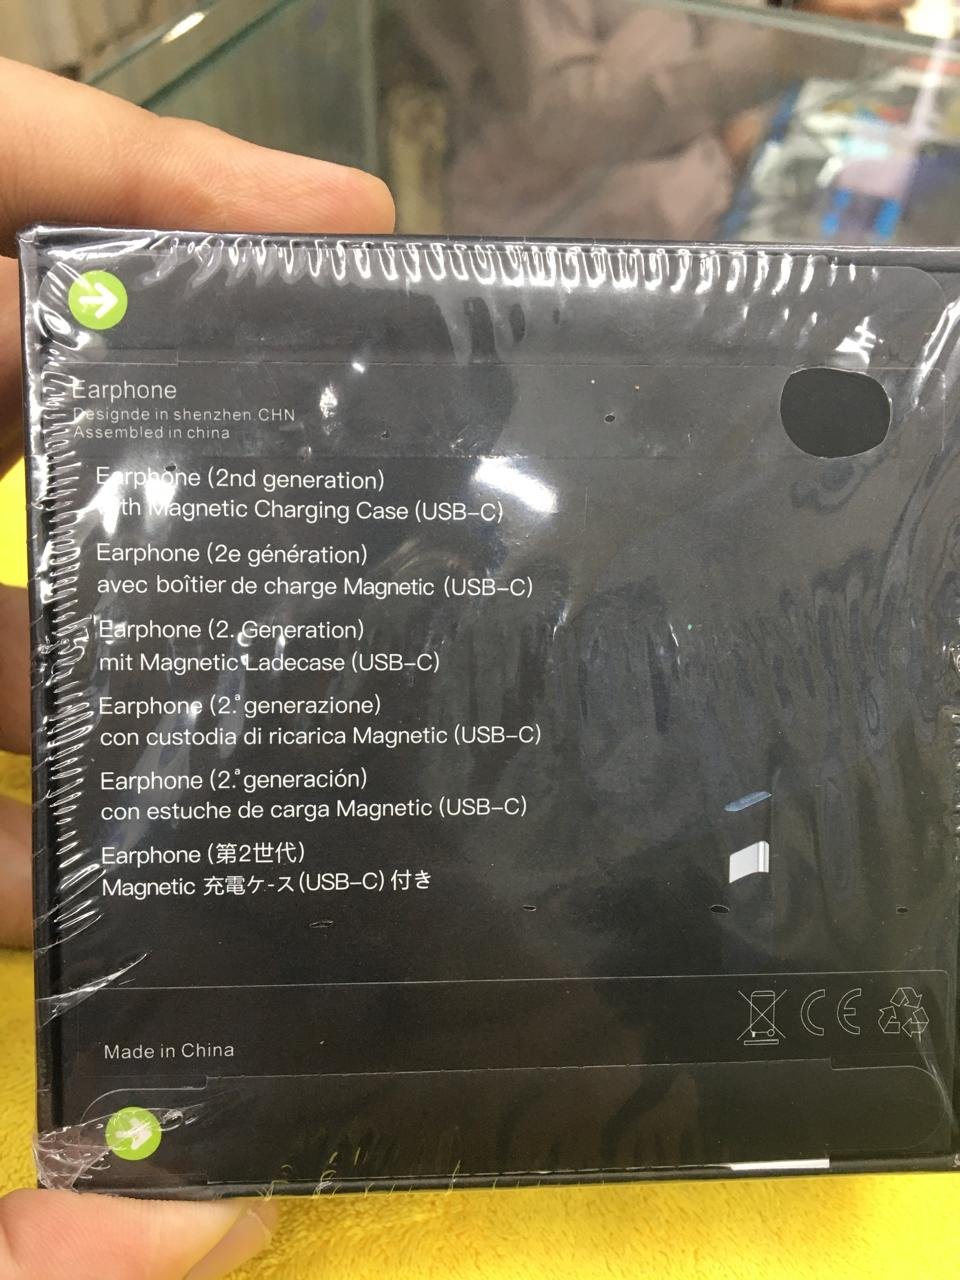 Earphone
Designde in shenzhen CHN
Assembled in china
Earphone (2nd generation)
with Magnetic Charging Case (USB–C)
Earphone (2e génération)
avec boîtier de charge Magnetic (USB–C)
Earphone (2. Generation)
mit Magnetic Ladecase (USB–C)
Earphone (2.ª generazione)
con custodia di ricarica Magnetic (USB–C)
Earphone (2.ª generación)
con estuche de carga Magnetic (USB–C)
Earphone (第2世代)
Magnetic 充電ケ-ス(USB–C) 付き
CE
Made in China